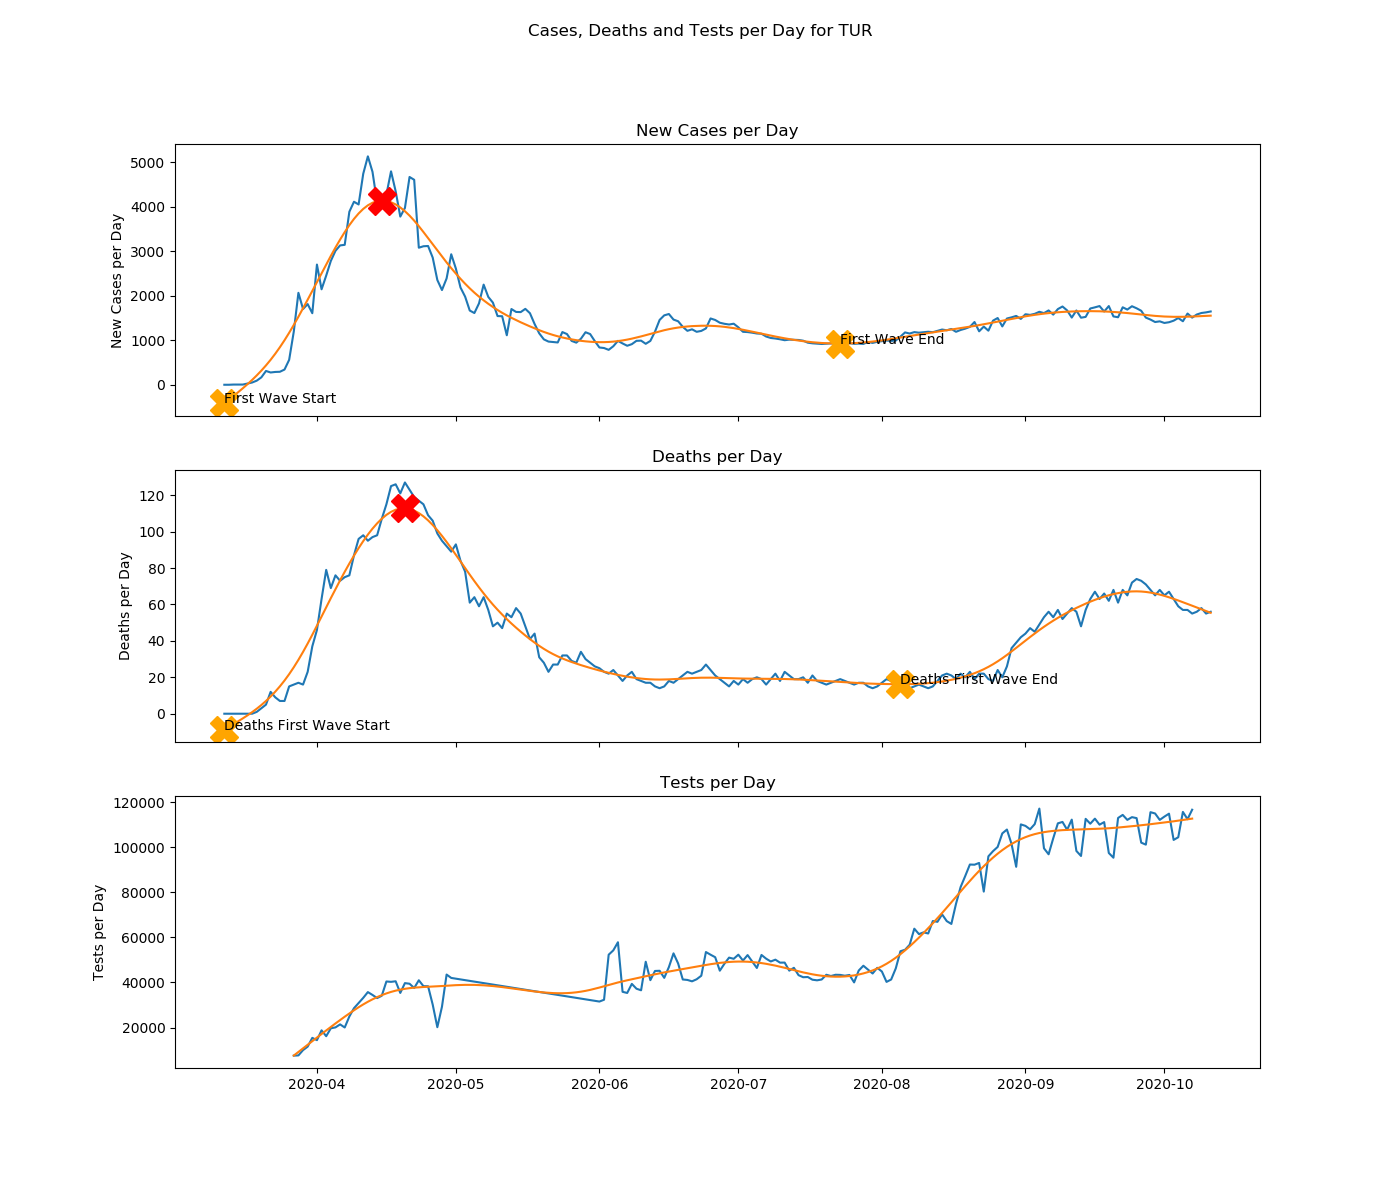 Cases, Deaths and Tests per Day for TUR
New Cases per Day
New Cases per Day
5000
4000
3000
2000
1000
0
First Wave Start
First Wave End
Deaths per Day
Deaths per Day
120
100
80
60
40
20
0
Deaths First Wave Start
Deaths First Wave End
Tests per Day
Tests per Day
120000
100000
80000
60000
40000
20000
2020-04 2020-05 2020-06 2020-07 2020-08 2020-09 2020-10